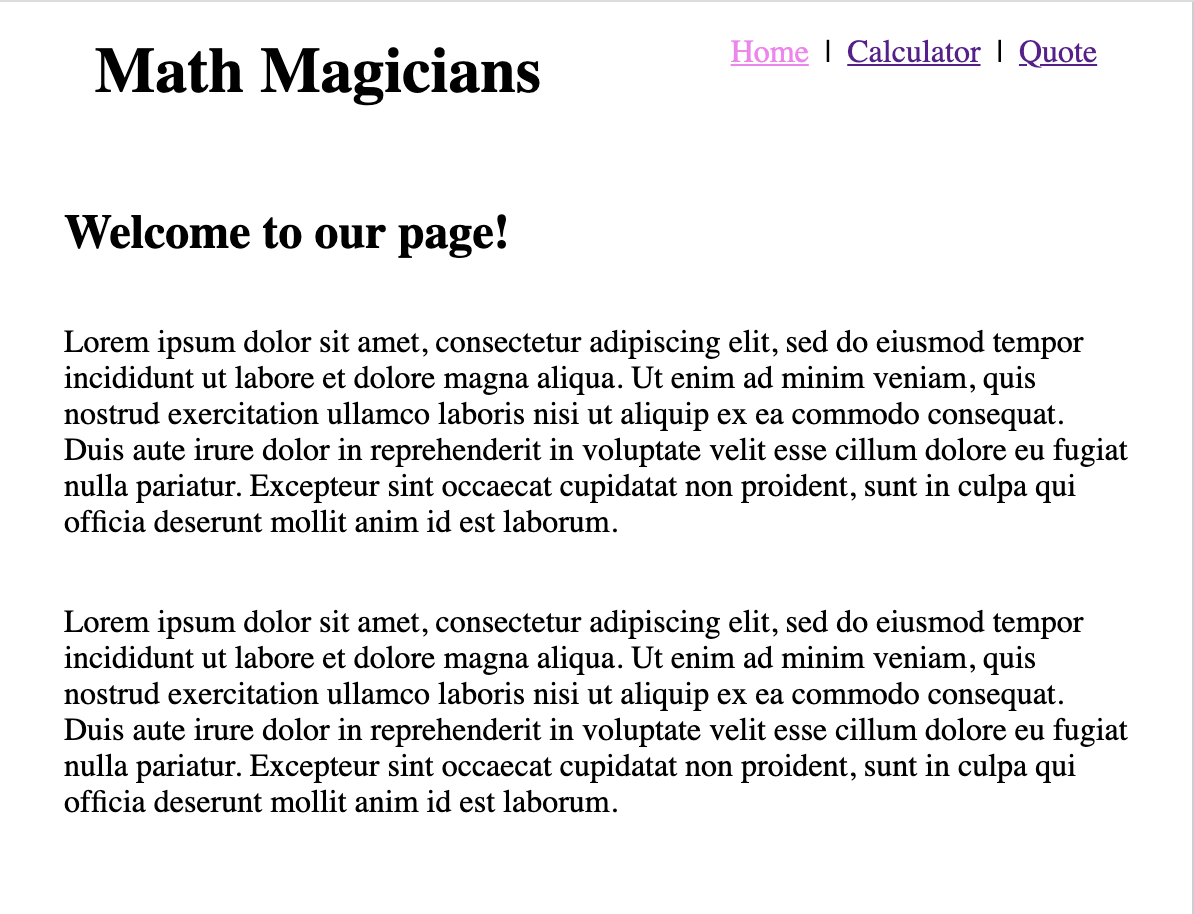 Math Magicians
Home | Calculator | Quote
Welcome to our page!
Lorem ipsum dolor sit amet, consectetur adipiscing elit, sed do eiusmod tempor
incididunt ut labore et dolore magna aliqua. Ut enim ad minim veniam, quis
nostrud exercitation ullamco laboris nisi ut aliquip ex ea commodo consequat.
Duis aute irure dolor in reprehenderit in voluptate velit esse cillum dolore eu fugiat
nulla pariatur. Excepteur sint occaecat cupidatat non proident, sunt in culpa qui
officia deserunt mollit anim id est laborum.
Lorem ipsum dolor sit amet, consectetur adipiscing elit, sed do eiusmod tempor
incididunt ut labore et dolore magna aliqua. Ut enim ad minim veniam, quis
nostrud exercitation ullamco laboris nisi ut aliquip ex ea commodo consequat.
Duis aute irure dolor in reprehenderit in voluptate velit esse cillum dolore eu fugiat
nulla pariatur. Excepteur sint occaecat cupidatat non proident, sunt in culpa qui
officia deserunt mollit anim id est laborum.